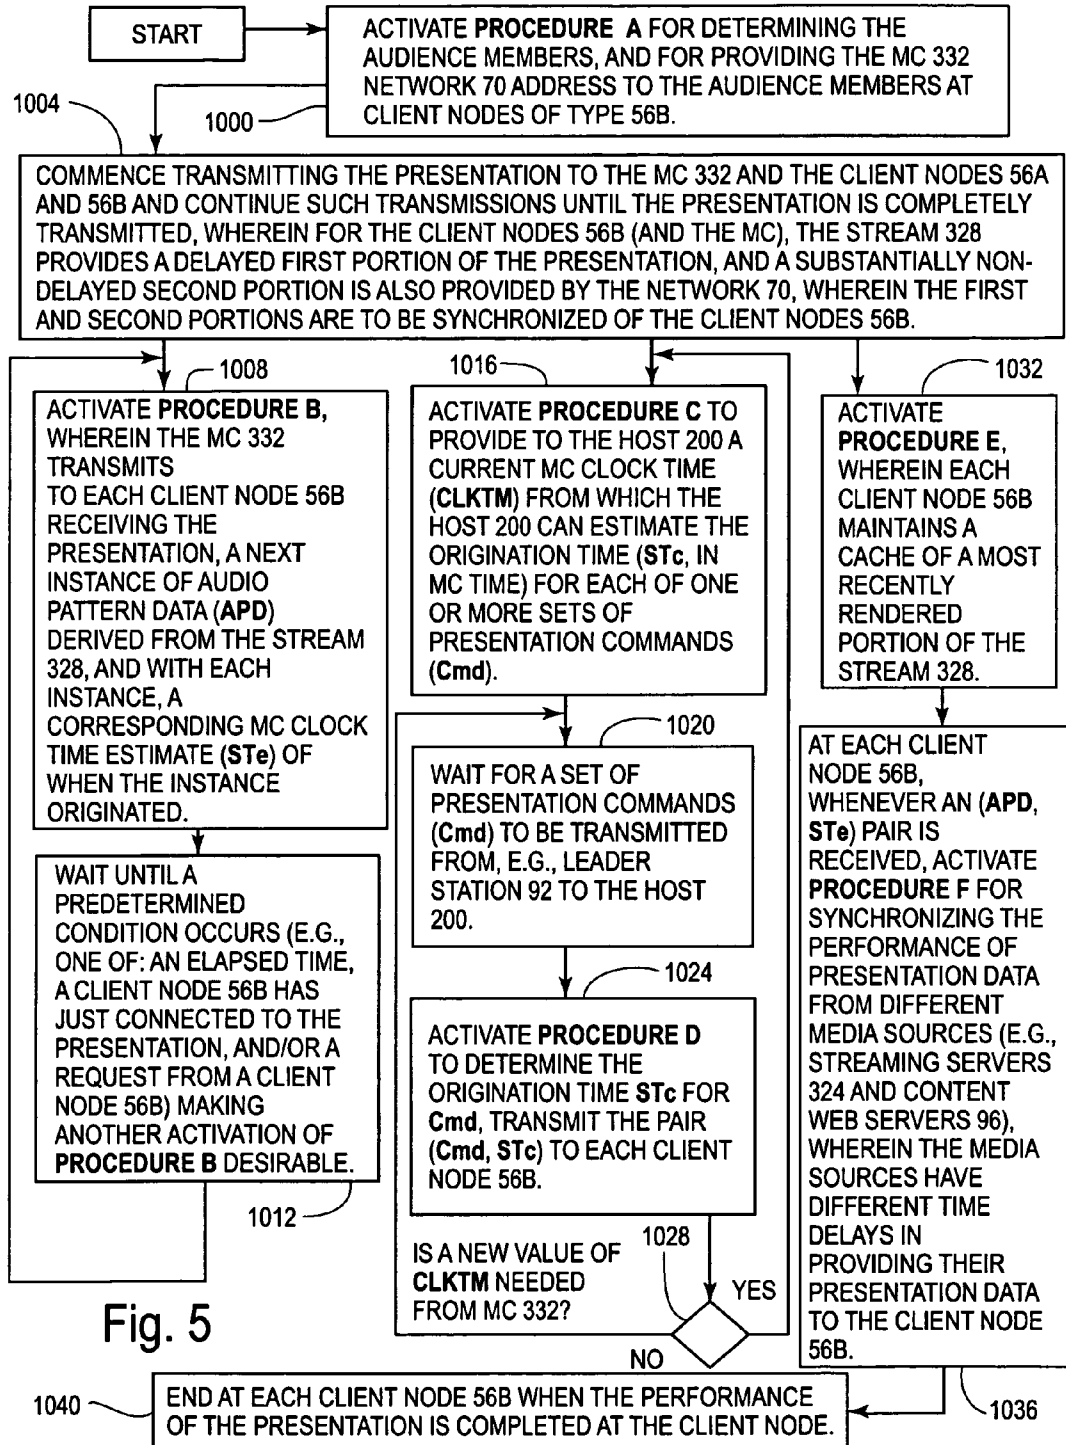 START
ACTIVATE PROCEDURE A FOR DETERMINING THE
AUDIENCE MEMBERS, AND FOR PROVIDING THE MC 332
NETWORK 70 ADDRESS TO THE AUDIENCE MEMBERS AT
CLIENT NODES OF TYPE 56B.
1004
1000
COMMENCE TRANSMITTING THE PRESENTATION TO THE MC 332 AND THE CLIENT NODES 56A
AND 56B AND CONTINUE SUCH TRANSMISSIONS UNTIL THE PRESENTATION IS COMPLETELY
TRANSMITTED, WHEREIN FOR THE CLIENT NODES 56B (AND THE MC), THE STREAM 328
PROVIDES A DELAYED FIRST PORTION OF THE PRESENTATION, AND A SUBSTANTIALLY NON-
DELAYED SECOND PORTION IS ALSO PROVIDED BY THE NETWORK 70, WHEREIN THE FIRST
AND SECOND PORTIONS ARE TO BE SYNCHRONIZED OF THE CLIENT NODES 56B.
1008
ACTIVATE PROCEDURE B,
WHEREIN THE MC 332
TRANSMITS
TO EACH CLIENT NODE 56B
RECEIVING THE
PRESENTATION, A NEXT
INSTANCE OF AUDIO
PATTERN DATA (APD)
DERIVED FROM THE STREAM
328, AND WITH EACH
INSTANCE, A
CORRESPONDING MC CLOCK
TIME ESTIMATE (STe) OF
WHEN THE INSTANCE
ORIGINATED.
WAIT UNTIL A
PREDETERMINED
CONDITION OCCURS (E.G.,
ONE OF: AN ELAPSED TIME,
A CLIENT NODE 56B HAS
JUST CONNECTED TO THE
PRESENTATION, AND/OR A
REQUEST FROM A CLIENT
NODE 56B) MAKING
ANOTHER ACTIVATION OF
PROCEDURE B DESIRABLE.
1012
1016
ACTIVATE PROCEDURE C TO
PROVIDE TO THE HOST 200 A
CURRENT MC CLOCK TIME
(CLKTM) FROM WHICH THE
HOST 200 CAN ESTIMATE THE
ORIGINATION TIME (STc, IN
MC TIME) FOR EACH OF ONE
OR MORE SETS OF
PRESENTATION COMMANDS
(Cmd).
1020
WAIT FOR A SET OF
PRESENTATION COMMANDS
(Cmd) TO BE TRANSMITTED
FROM, E.G., LEADER
STATION 92 TO THE HOST
200.
1024
ACTIVATE PROCEDURE D
TO DETERMINE THE
ORIGINATION TIME STc FOR
Cmd, TRANSMIT THE PAIR
(Cmd, STc) TO EACH CLIENT
NODE 56B.
1028
IS A NEW VALUE OF
CLKTM NEEDED
FROM MC 332?
YES
NO
1032
ACTIVATE
PROCEDURE E,
WHEREIN EACH
CLIENT NODE 56B
MAINTAINS A
CACHE OF A MOST
RECENTLY
RENDERED
PORTION OF THE
STREAM 328.
AT EACH CLIENT
NODE 56B,
WHENEVER AN (APD,
STe) PAIR IS
RECEIVED, ACTIVATE
PROCEDURE F FOR
SYNCHRONIZING THE
PERFORMANCE OF
PRESENTATION DATA
FROM DIFFERENT
MEDIA SOURCES (E.G.,
STREAMING SERVERS
324 AND CONTENT
WEB SERVERS 96),
WHEREIN THE MEDIA
SOURCES HAVE
DIFFERENT TIME
DELAYS IN
PROVIDING THEIR
PRESENTATION DATA
TO THE CLIENT NODE
56B.
1036
Fig. 5
1040
END AT EACH CLIENT NODE 56B WHEN THE PERFORMANCE
OF THE PRESENTATION IS COMPLETED AT THE CLIENT NODE.